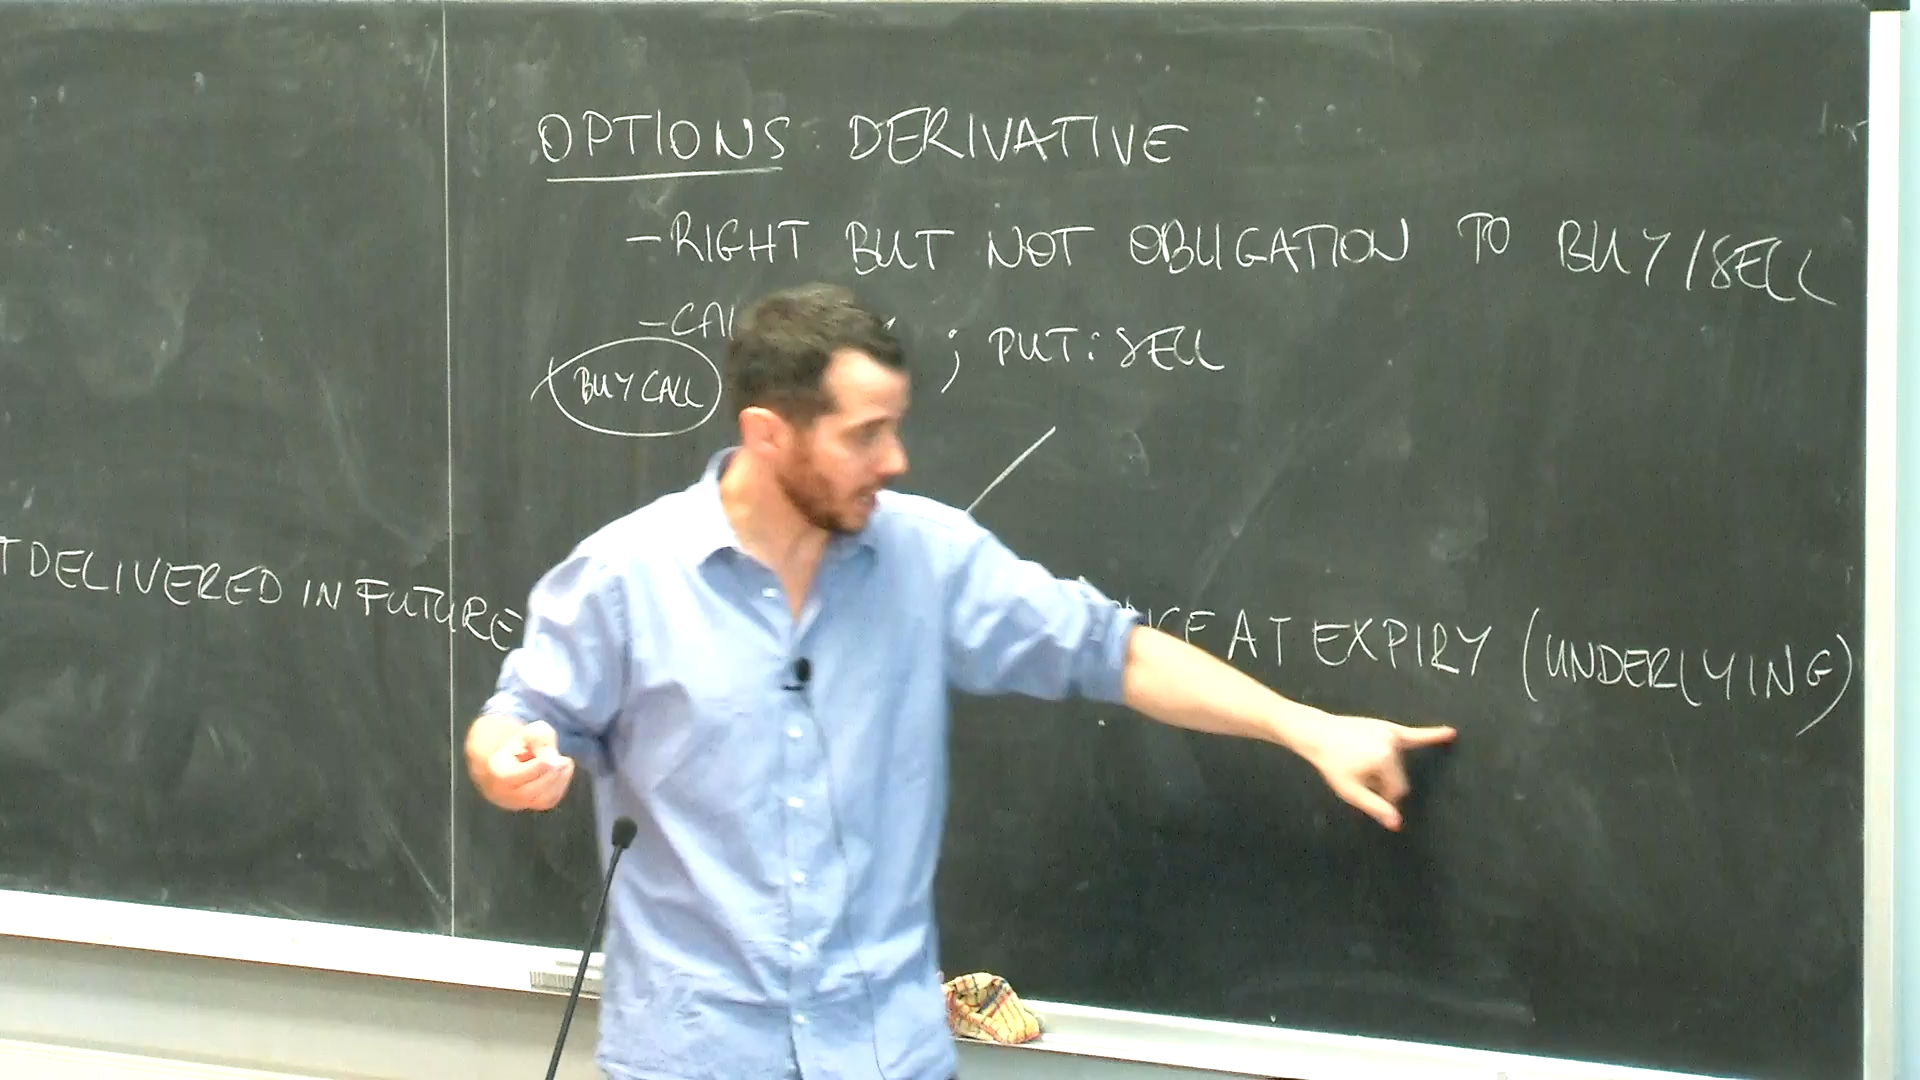 OPTIONS: DERIVATIVE
-RIGHT BUT NOT OBLIGATION TO BUY/SELL
; PUT: SELL
BUY CALL
DELIVERED IN FUTURE
AT EXPIRY (UNDERLYING)